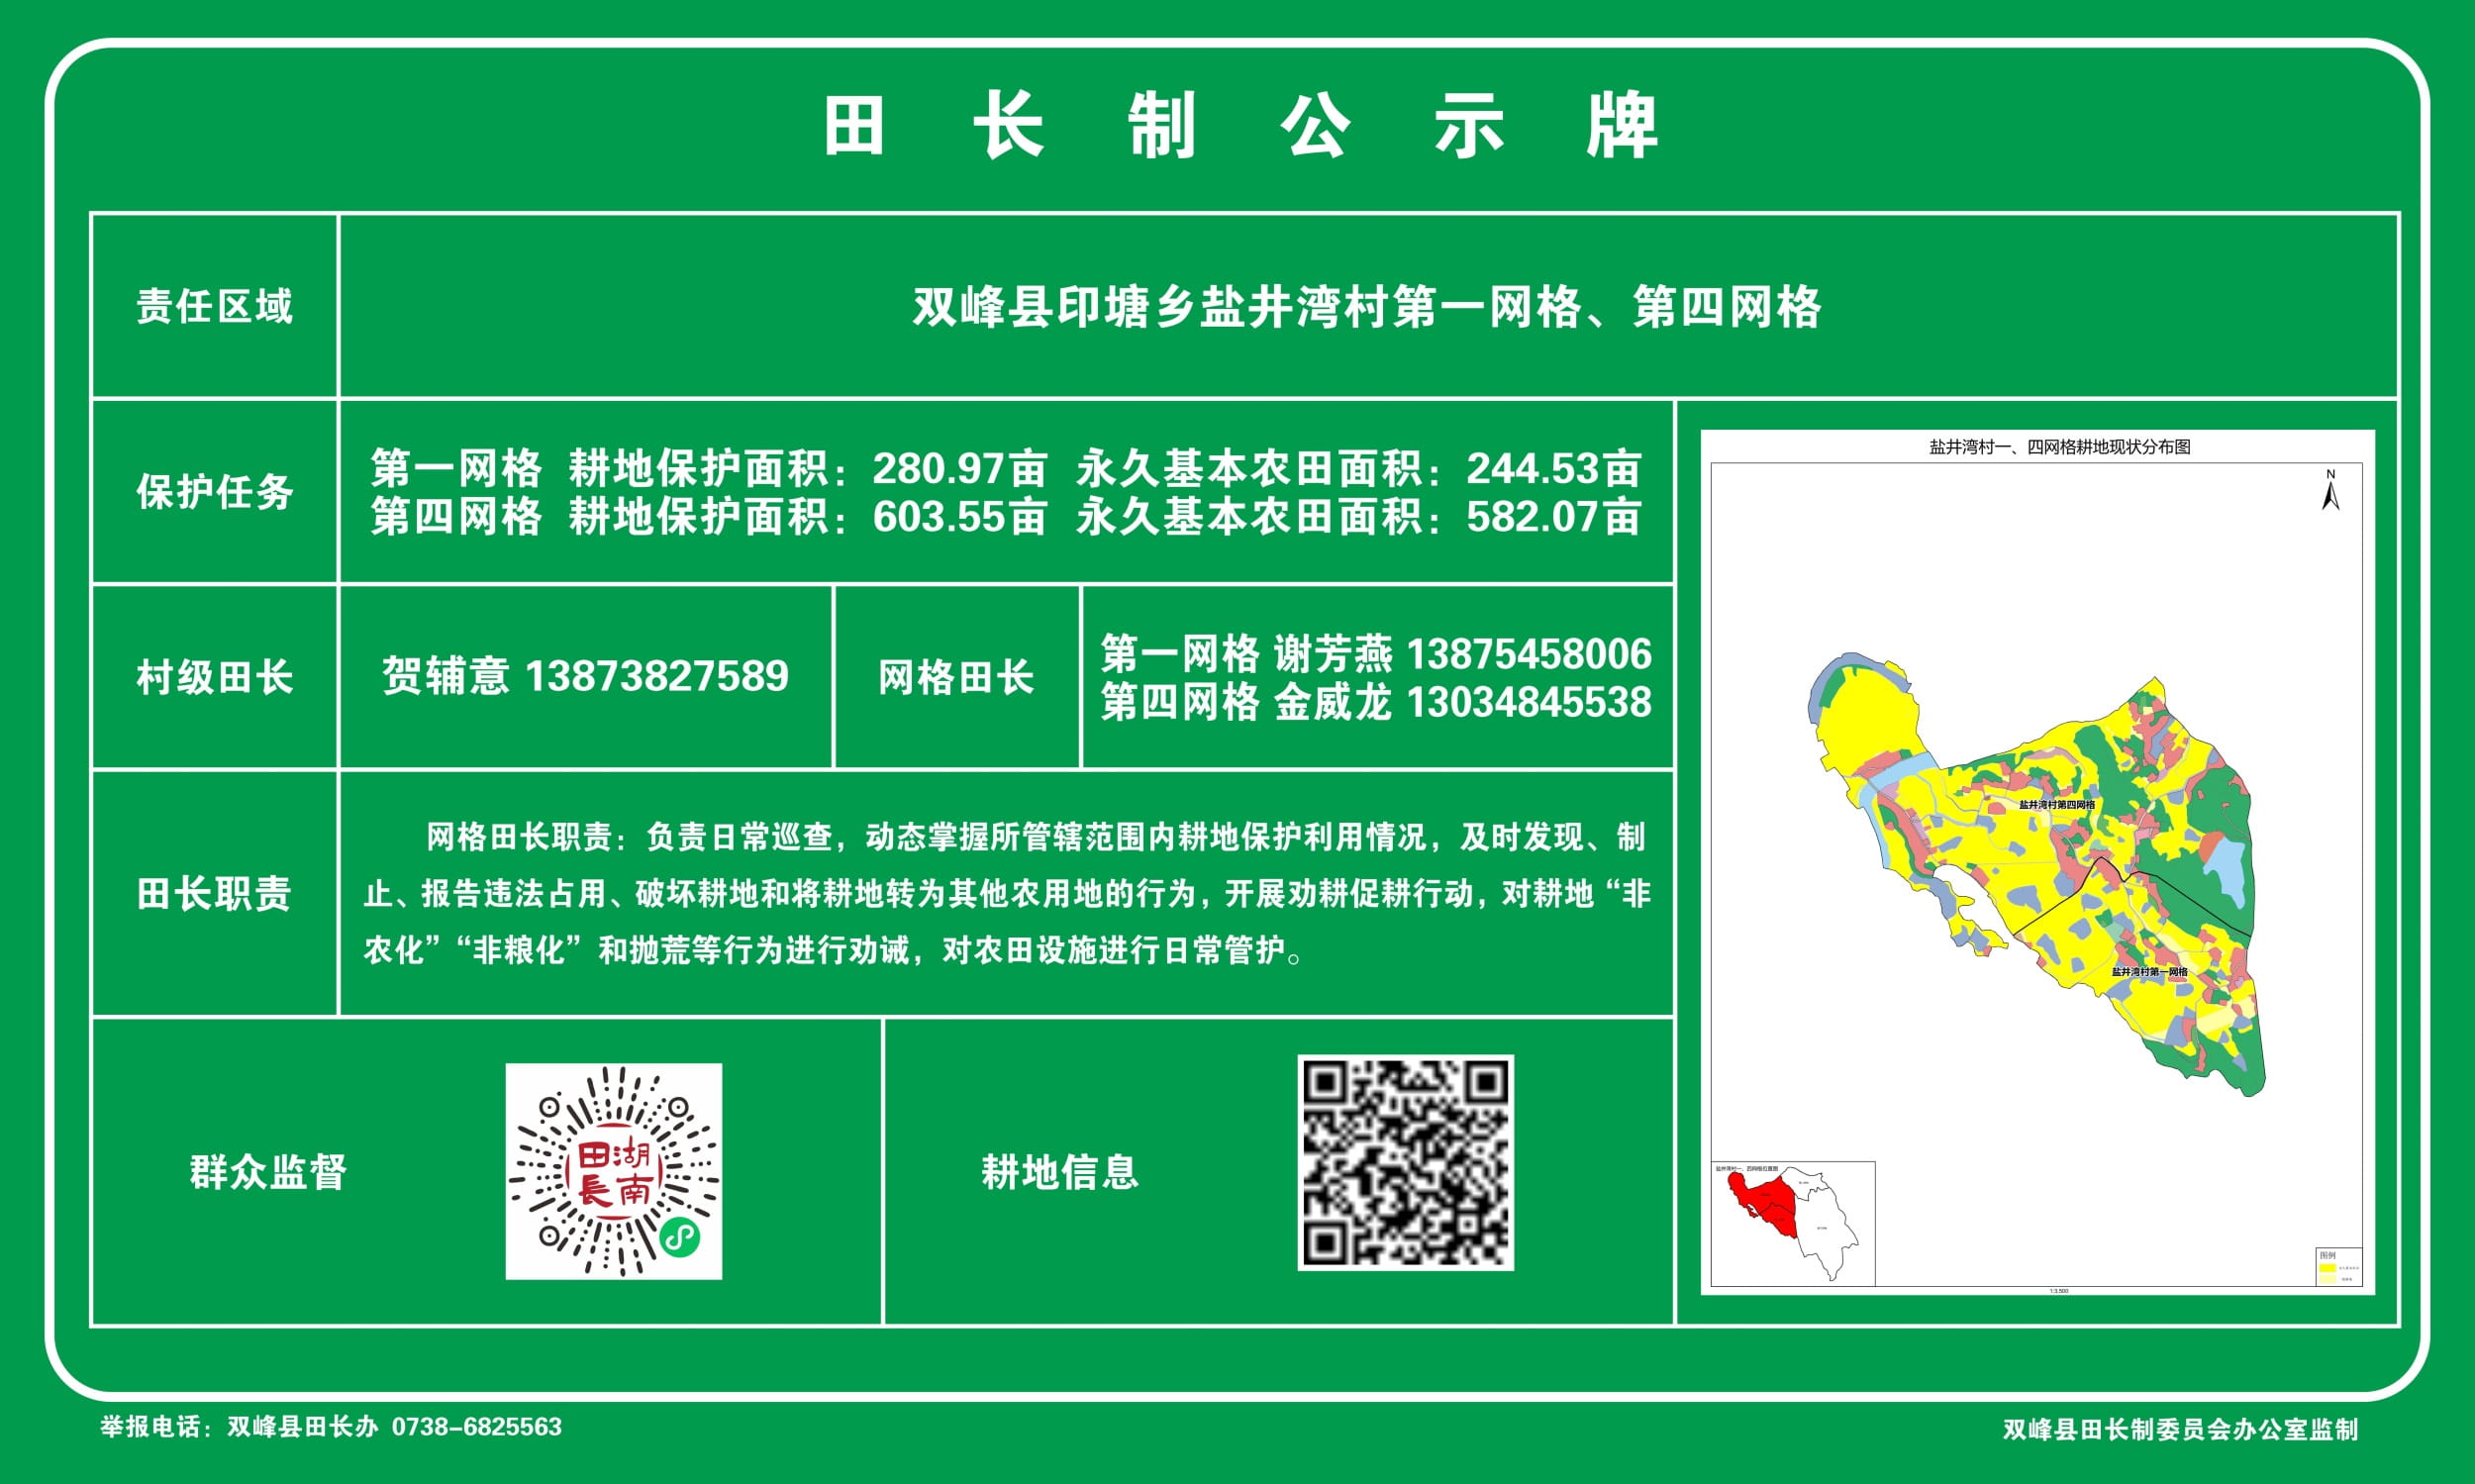 田长制公示牌
责任区域
双峰县印塘乡盐井湾村第一网格、第四网格
保护任务
第一网格 耕地保护面积：280.97亩 永久基本农田面积：244.53亩
第四网格 耕地保护面积：603.55亩 永久基本农田面积：582.07亩
村级田长
贺辅意 13873827589
网格田长
第一网格 谢芳燕 13875458006
第四网格 金威龙 13034845538
田长职责
网格田长职责：负责日常巡查，动态掌握所管辖范围内耕地保护利用情况，及时发现、制
止、报告违法占用、破坏耕地和将耕地转为其他农用地的行为，开展劝耕促耕行动，对耕地“非
农化”“非粮化”和抛荒等行为进行劝诫，对农田设施进行日常管护。
群众监督
湖南
田長
耕地信息
盐井湾村一、四网格耕地现状分布图
N
盐井湾村第四网格
盐井湾村第一网格
盐井湾村一、四网格位置图
图例
1:3,500
举报电话：双峰县田长办 0738-6825563
双峰县田长制委员会办公室监制